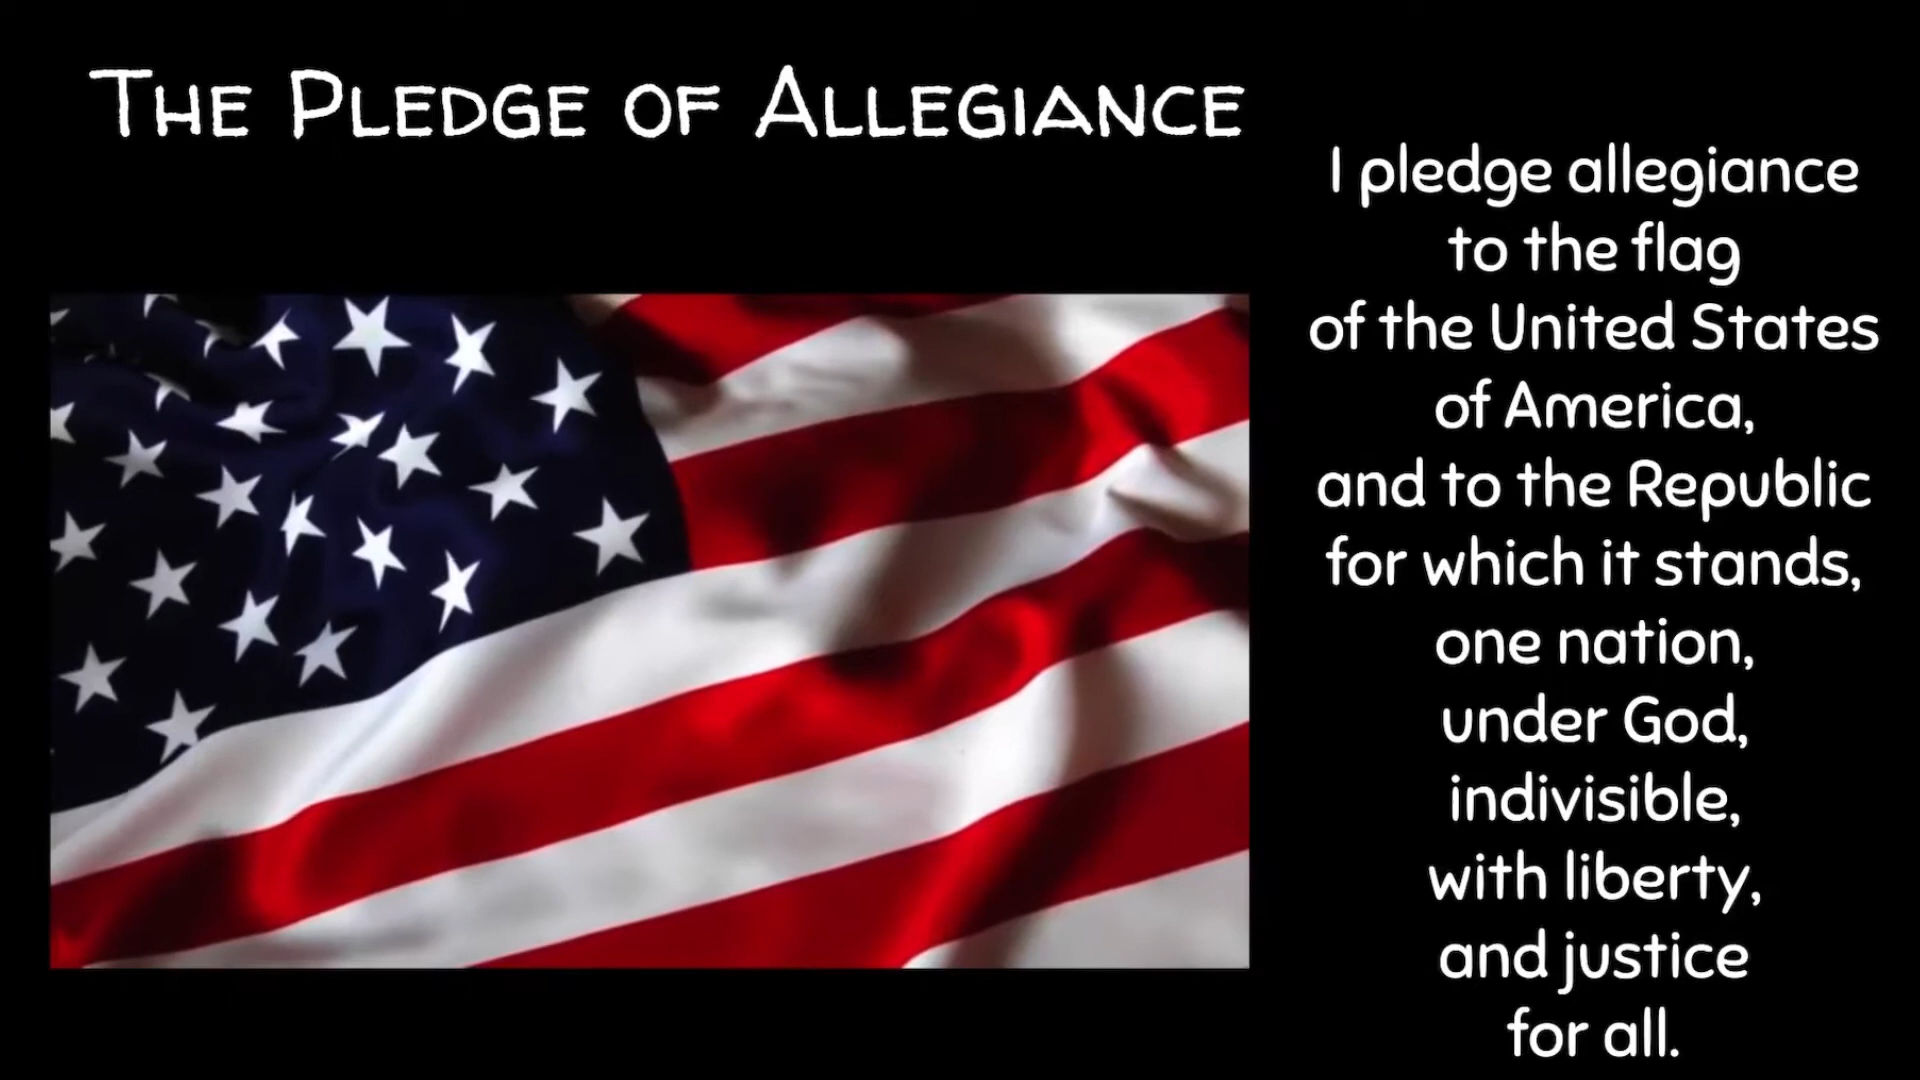 The Pledge of Allegiance
I pledge allegiance
to the flag
of the United States
of America,
and to the Republic
for which it stands,
one nation,
under God,
indivisible,
with liberty,
and justice
for all.